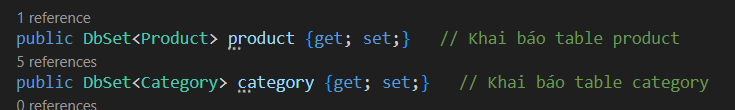 1 reference
public DbSet<Product> product {get; set;}   // Khai báo table product
5 references
public DbSet<Category> category {get; set;}   // Khai báo table category
0 references